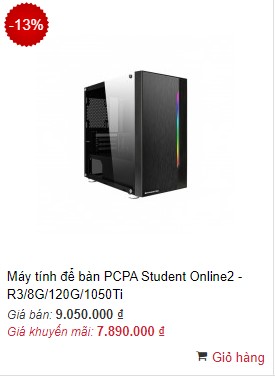 -13%
Máy tính để bàn PCPA Student Online2 -
R3/8G/120G/1050Ti
Giá bán: 9.050.000 ₫
Giá khuyến mãi: 7.890.000 ₫
Giỏ hàng